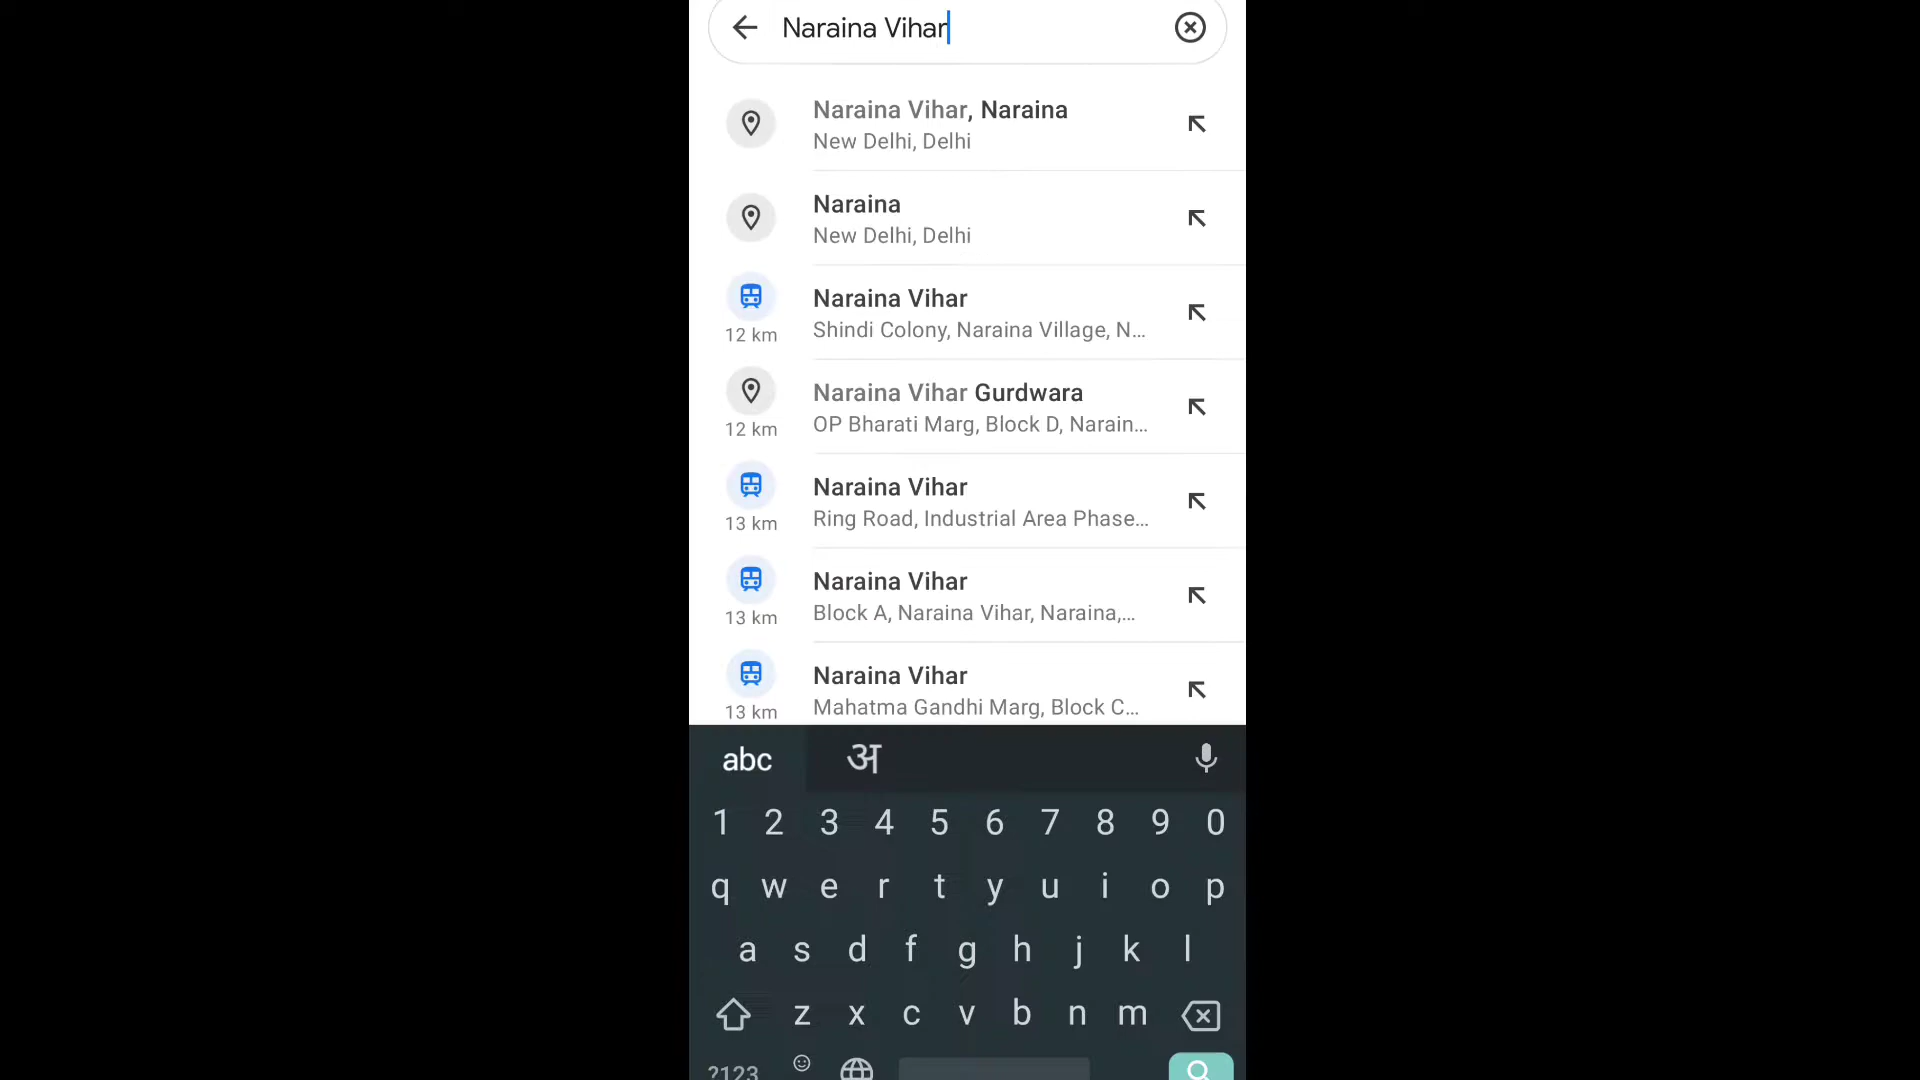 Naraina Vihar
Naraina Vihar, Naraina
New Delhi, Delhi
Naraina
New Delhi, Delhi
Naraina Vihar
12 km
Shindi Colony, Naraina Village, N...
Naraina Vihar Gurdwara
12 km
OP Bharati Marg, Block D, Narain...
Naraina Vihar
13 km
Ring Road, Industrial Area Phase...
Naraina Vihar
13 km
Block A, Naraina Vihar, Naraina,...
Naraina Vihar
13 km
Mahatma Gandhi Marg, Block C...
abc अ
1 2 3 4 5 6 7 8 9 0
q w e r t y u i o p
a s d f g h j k l
z x c v b n m
?123